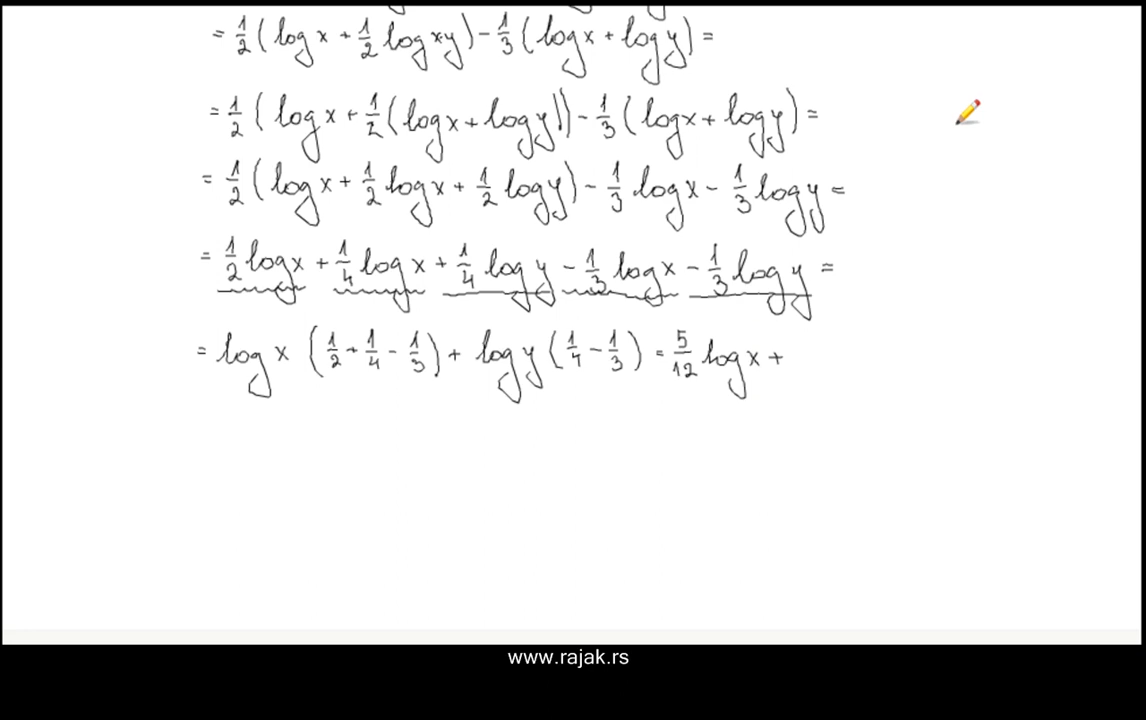 = 1/2 ( log x + 1/2 log xy ) - 1/3 ( log x + log y ) =
= 1/2 ( log x + 1/2 ( log x + log y ) ) - 1/3 ( log x + log y ) =
= 1/2 ( log x + 1/2 log x + 1/2 log y ) - 1/3 log x - 1/3 log y =
= 1/2 log x + 1/4 log x + 1/4 log y - 1/3 log x - 1/3 log y =
= log x ( 1/2 + 1/4 - 1/3 ) + log y ( 1/4 - 1/3 ) = 5/12 log x +
www.rajak.rs